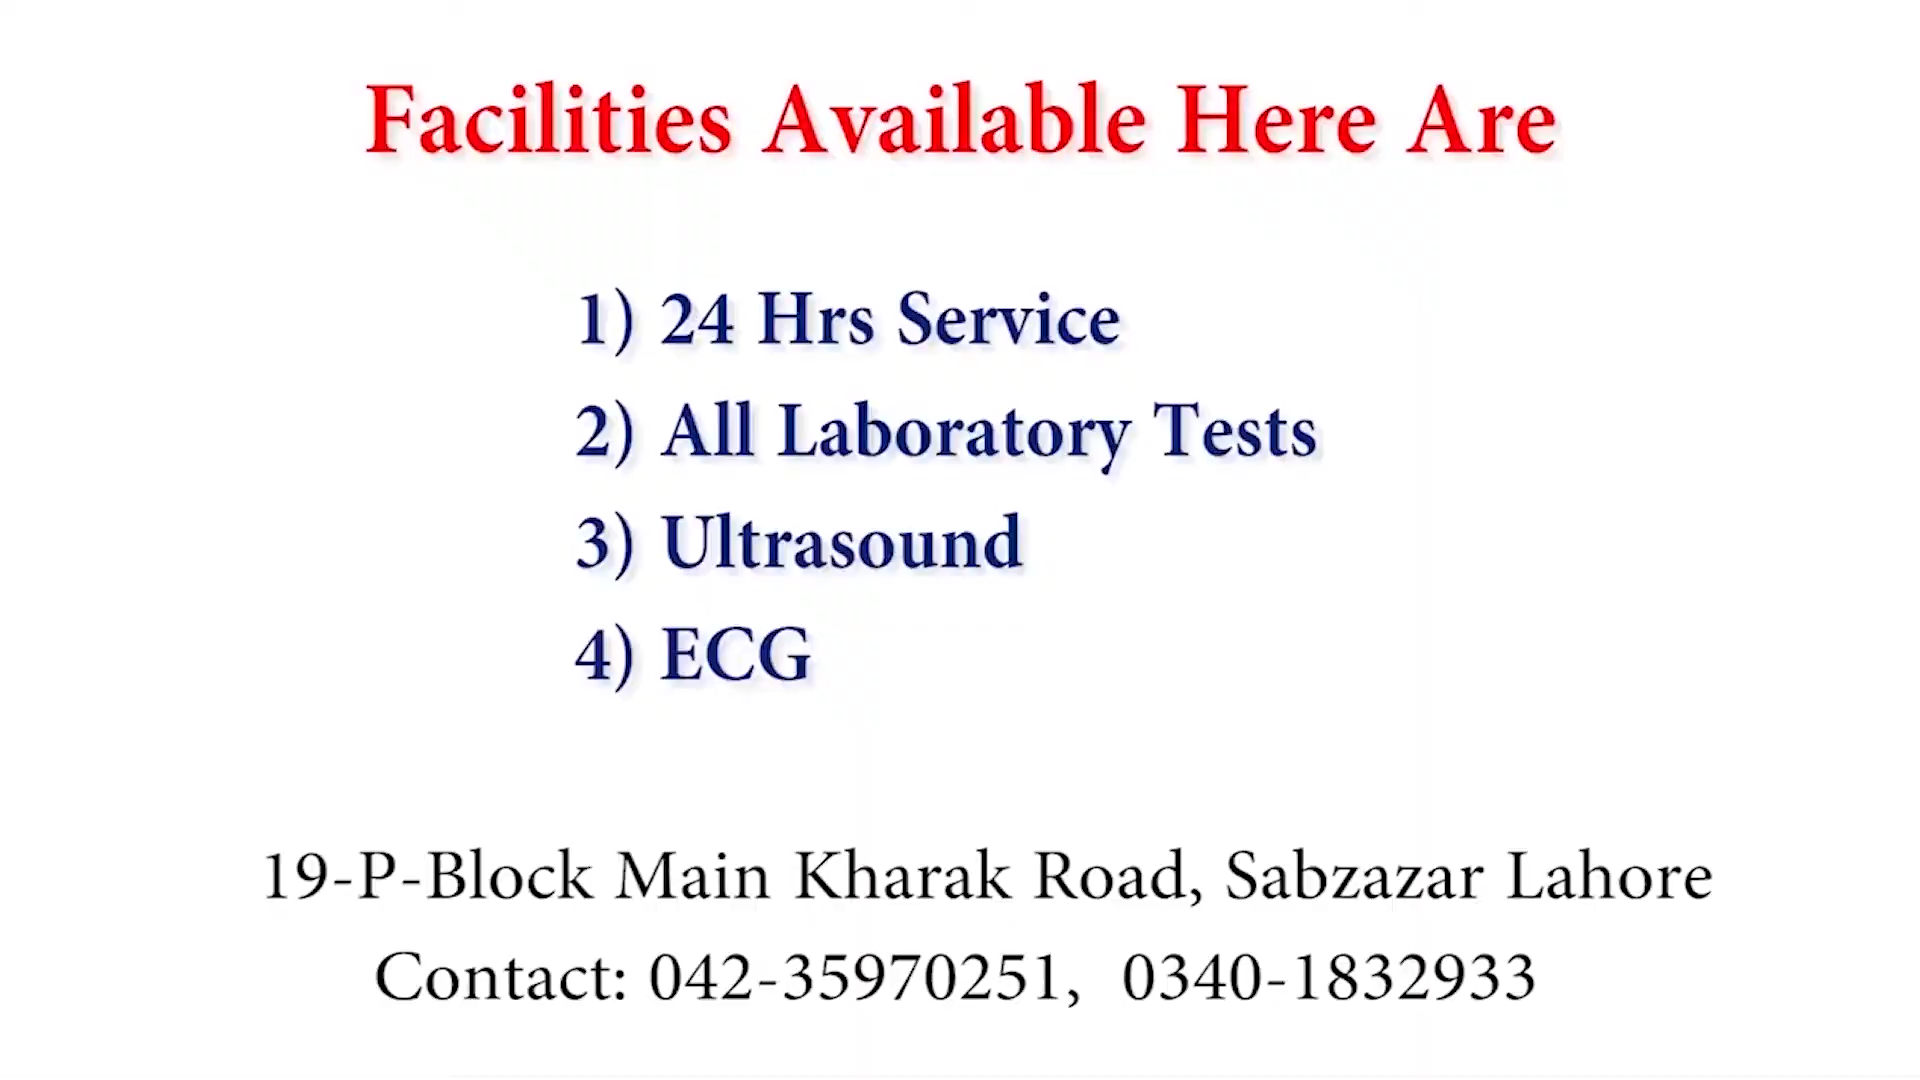 Facilities Available Here Are
1) 24 Hrs Service
2) All Laboratory Tests
3) Ultrasound
4) ECG
19-P-Block Main Kharak Road, Sabzazar Lahore
Contact: 042-35970251, 0340-1832933